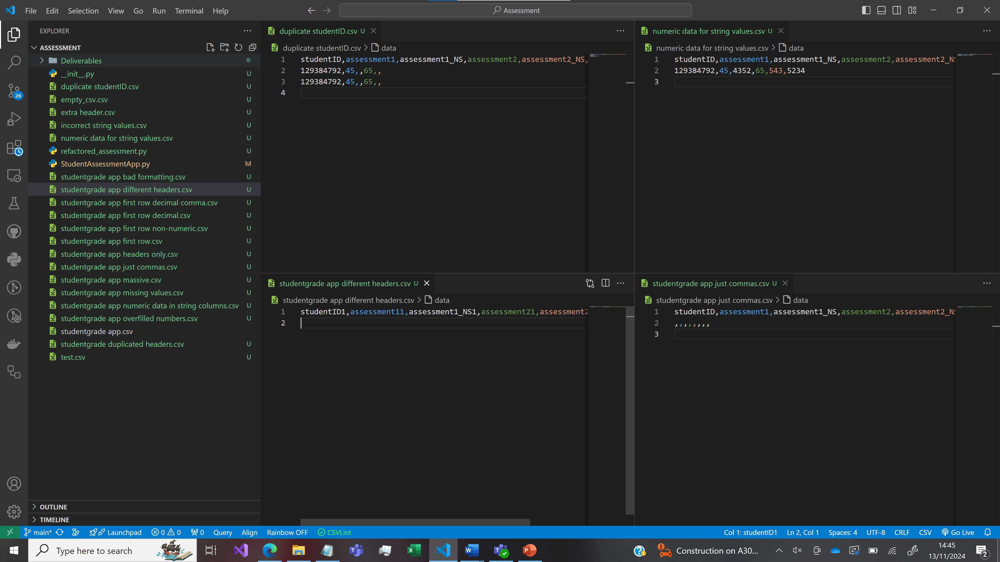 File Edit Selection View Go Run Terminal Help
Assessment
EXPLORER
ASSESSMENT
Deliverables
__init__.py U
duplicate studentID.csv U
empty_csv.csv U
extra header.csv U
incorrect string values.csv U
numeric data for string values.csv U
refactored_assessment.py U
StudentAssessmentApp.py M
studentgrade app bad formatting.csv U
studentgrade app different headers.csv U
studentgrade app first row decimal comma.csv U
studentgrade app first row decimal.csv U
studentgrade app first row non-numeric.csv U
studentgrade app first row.csv U
studentgrade app headers only.csv U
studentgrade app just commas.csv U
studentgrade app massive.csv U
studentgrade app missing values.csv U
studentgrade app numeric data in string columns.csv U
studentgrade app overfilled numbers.csv U
studentgrade app.csv
studentgrade duplicated headers.csv U
test.csv U
OUTLINE
TIMELINE
26
duplicate studentID.csv U
duplicate studentID.csv > data
1 studentID,assessment1,assessment1_NS,assessment2,assessment2_NS,
2 129384792,45,,65,,
3 129384792,45,,65,,
4
numeric data for string values.csv U
numeric data for string values.csv > data
1 studentID,assessment1,assessment1_NS,assessment2,assessment2_NS
2 129384792,45,4352,65,543,5234
3
studentgrade app different headers.csv U
studentgrade app different headers.csv > data
1 studentID1,assessment11,assessment1_NS1,assessment21,assessment2
2
studentgrade app just commas.csv U
studentgrade app just commas.csv > data
1 studentID,assessment1,assessment1_NS,assessment2,assessment2_NS
2 ,,,,,,,,
3
main* Launchpad 0 0 0 Query Align Rainbow OFF CSVLint
Col 1: studentID1 Ln 2, Col 1 Spaces: 4 UTF-8 CRLF CSV Go Live
Type here to search
Construction on A30...
14:45
13/11/2024
2